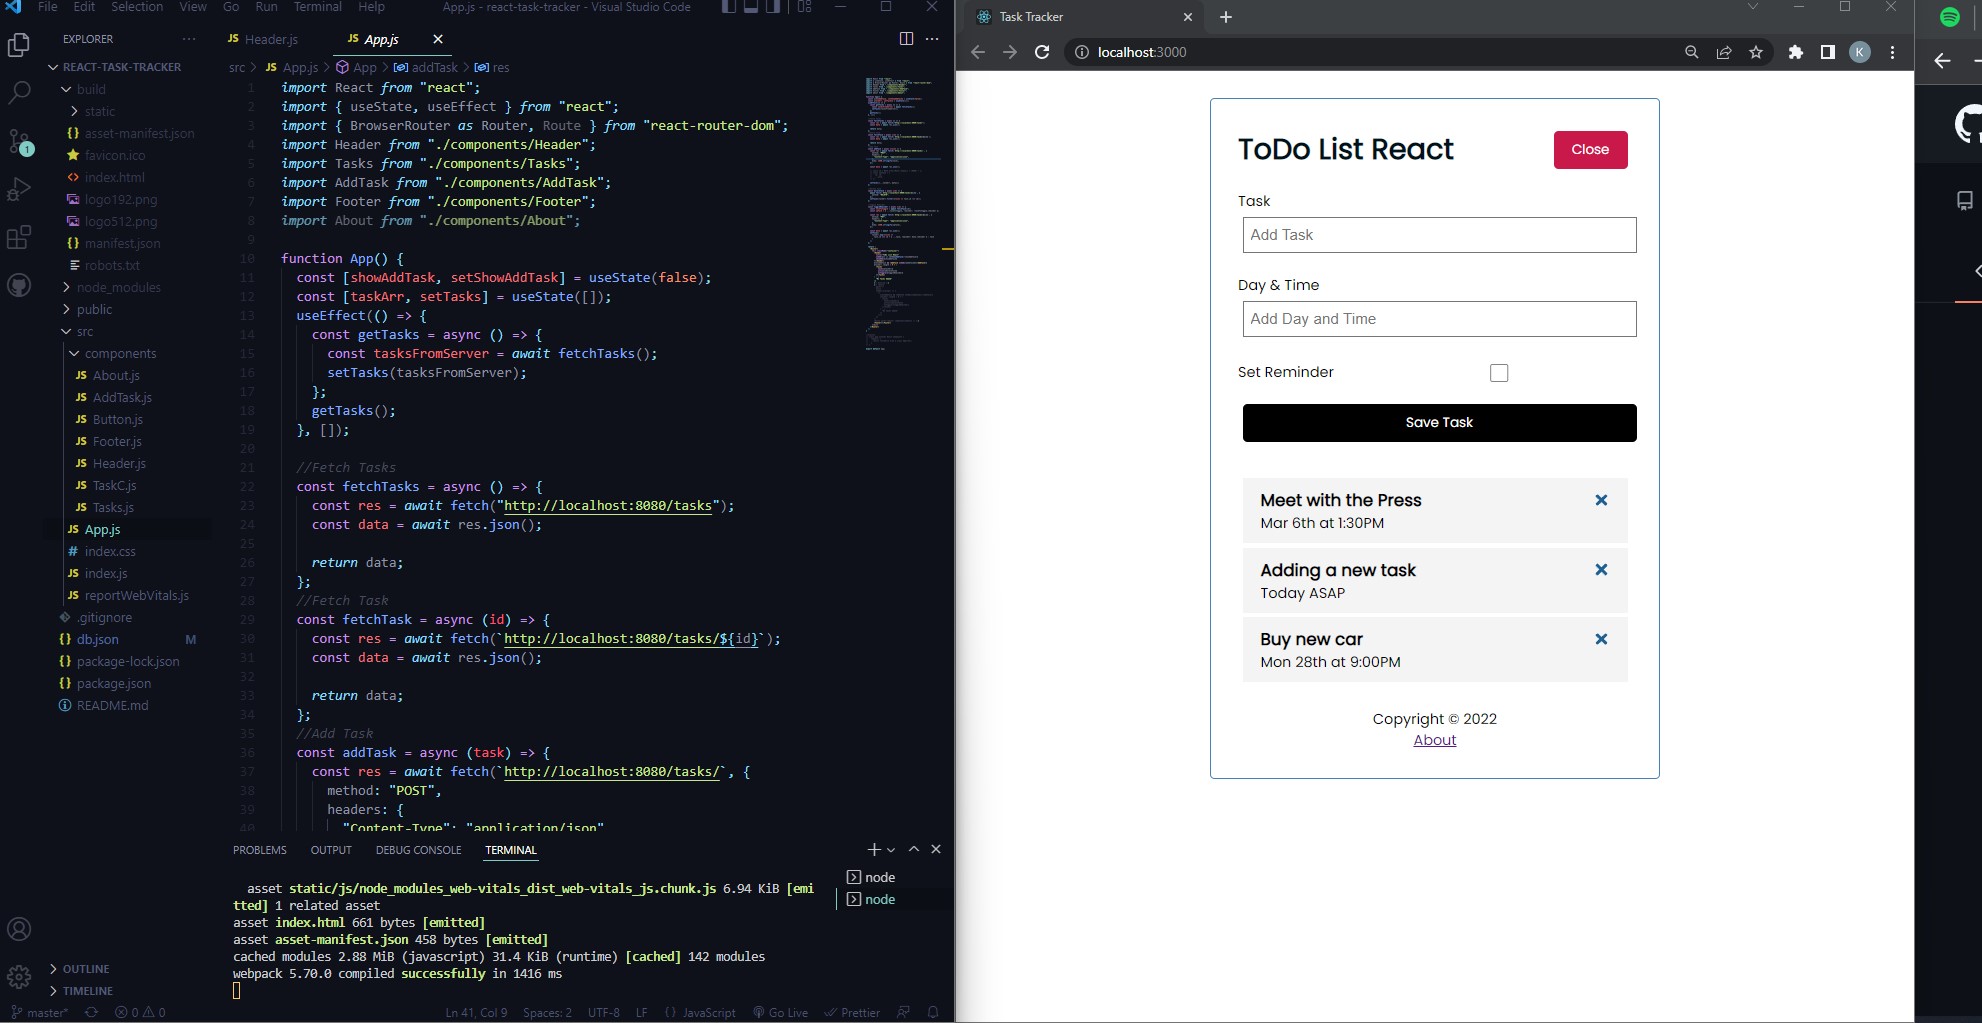 File Edit Selection View Go Run Terminal Help
App.js - react-task-tracker - Visual Studio Code
EXPLORER
REACT-TASK-TRACKER
build
static
asset-manifest.json
favicon.ico
index.html
logo192.png
logo512.png
manifest.json
robots.txt
node_modules
public
src
components
About.js
AddTask.js
Button.js
Footer.js
Header.js
TaskC.js
Tasks.js
App.js
index.css
index.js
reportWebVitals.js
.gitignore
db.json M
package-lock.json
package.json
README.md
OUTLINE
TIMELINE
1
JS Header.js
JS App.js
src > JS App.js > App > addTask > res
1 import React from "react";
2 import { useState, useEffect } from "react";
3 import { BrowserRouter as Router, Route } from "react-router-dom";
4 import Header from "./components/Header";
5 import Tasks from "./components/Tasks";
6 import AddTask from "./components/AddTask";
7 import Footer from "./components/Footer";
8 import About from "./components/About";
9
10 function App() {
11 const [showAddTask, setShowAddTask] = useState(false);
12 const [taskArr, setTasks] = useState([]);
13 useEffect(() => {
14 const getTasks = async () => {
15 const tasksFromServer = await fetchTasks();
16 setTasks(tasksFromServer);
17 };
18 getTasks();
19 }, []);
20
21 //Fetch Tasks
22 const fetchTasks = async () => {
23 const res = await fetch("http://localhost:8080/tasks");
24 const data = await res.json();
25
26 return data;
27 };
28 //Fetch Task
29 const fetchTask = async (id) => {
30 const res = await fetch(`http://localhost:8080/tasks/${id}`);
31 const data = await res.json();
32
33 return data;
34 };
35 //Add Task
36 const addTask = async (task) => {
37 const res = await fetch(`http://localhost:8080/tasks/`, {
38 method: "POST",
39 headers: {
40 "Content-Type": "application/json"
PROBLEMS OUTPUT DEBUG CONSOLE TERMINAL
node
node
asset static/js/node_modules_web-vitals_dist_web-vitals_js.chunk.js 6.94 KiB [emi
tted] 1 related asset
asset index.html 661 bytes [emitted]
asset asset-manifest.json 458 bytes [emitted]
cached modules 2.88 MiB (javascript) 31.4 KiB (runtime) [cached] 142 modules
webpack 5.70.0 compiled successfully in 1416 ms
master* 0 0 Ln 41, Col 9 Spaces: 2 UTF-8 LF {} JavaScript Go Live Prettier
Task Tracker
localhost:3000
K
ToDo List React
Close
Task
Add Task
Day & Time
Add Day and Time
Set Reminder
Save Task
Meet with the Press
Mar 6th at 1:30PM
Adding a new task
Today ASAP
Buy new car
Mon 28th at 9:00PM
Copyright © 2022
About